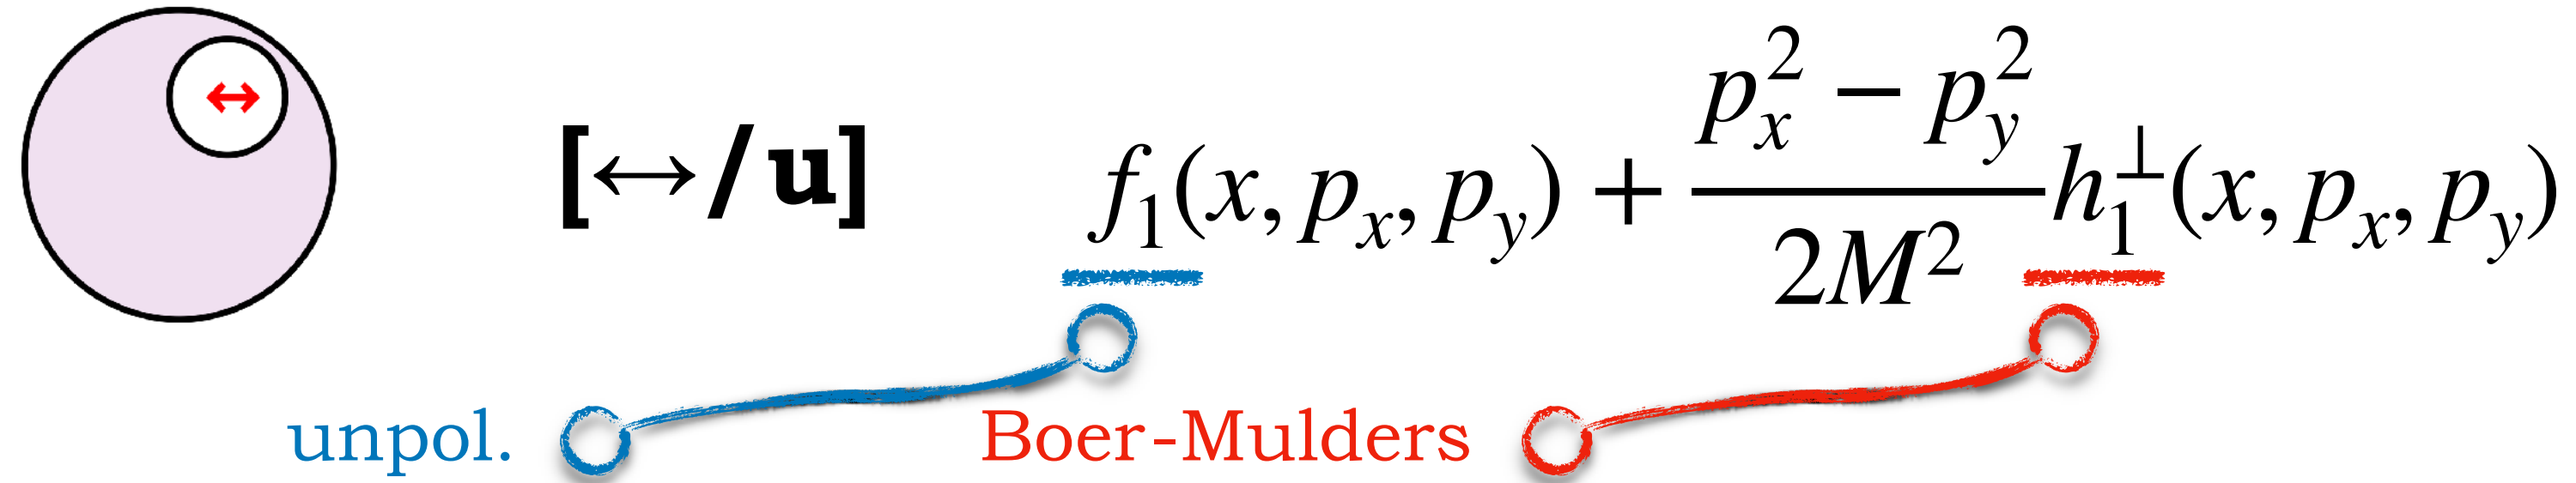 [↔/u] f₁(x, pₓ, p_y) + (pₓ² − p_y²)/(2M²) h₁^⊥(x, pₓ, p_y)
unpol. Boer-Mulders